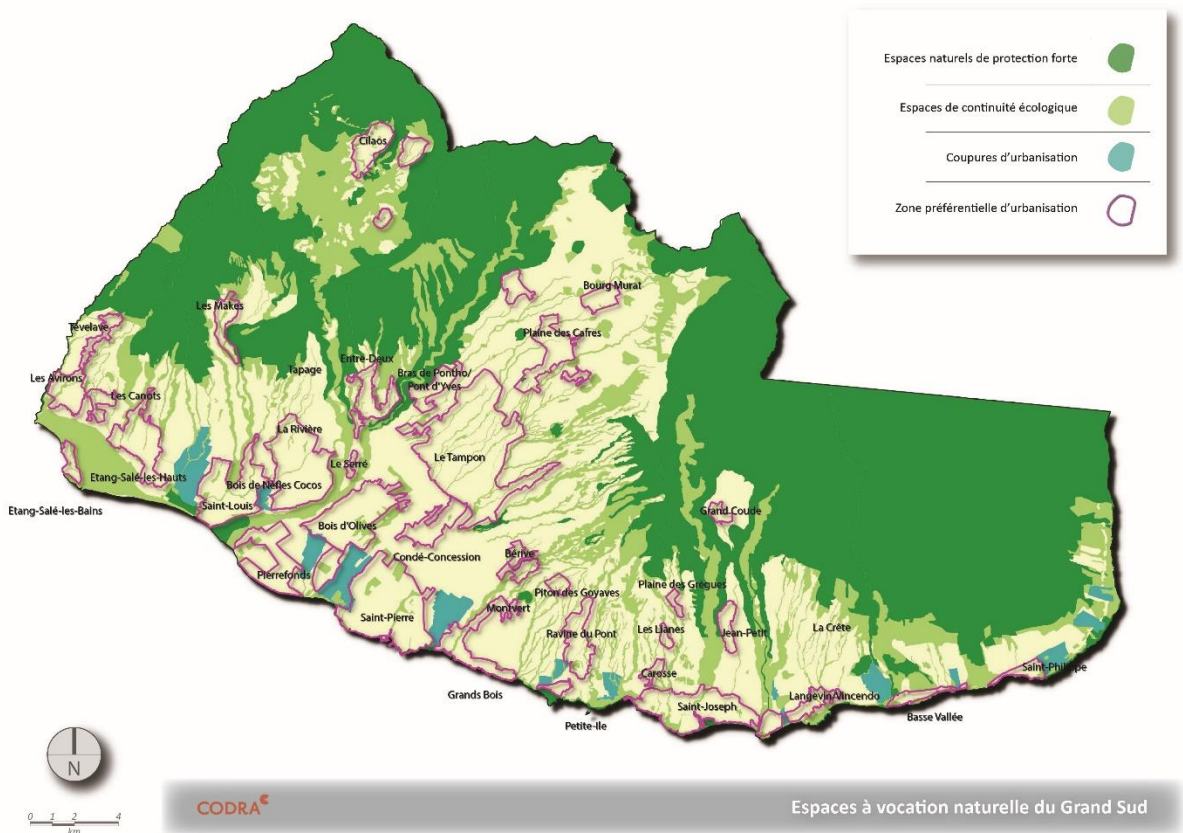 Espaces naturels de protection forte
Espaces de continuité écologique
Coupures d'urbanisation
Zone préférentielle d'urbanisation
Cilaos
Bourg Murat
Les Makes
Tévelave
Plaine des Cafres
Entre-Deux
Tapage
Bras de Pontho/
Pont d'Yves
Les Avirons
Les Canots
La Rivière
Le Tampon
Le Serré
Etang-Salé-les-Hauts
Bois de Nèfles Cocos
Saint-Louis
Etang-Salé-les-Bains
Grand Coude
Bois d'Olives
Condé-Concession
Bérive
Pierrefonds
Plaine des Grègues
Piton des Goyaves
Montvert
Saint-Pierre
Ravine du Pont
Les Lianes
Jean-Petit
La Crête
Carosse
Saint-Philippe
Grands Bois
Saint-Joseph
Langevin
Vincendo
Basse Vallée
Petite-Ile
N
0 1 2 4
km
CODRA
Espaces à vocation naturelle du Grand Sud